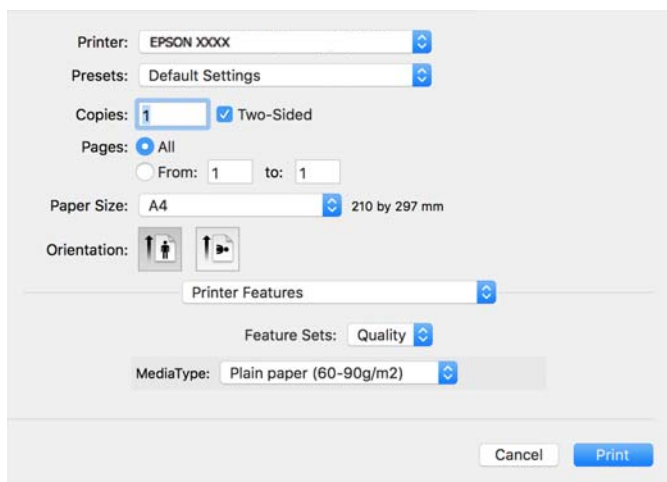 Printer: EPSON XXXX
Presets: Default Settings
Copies: 1 Two-Sided
Pages: All
From: 1 to: 1
Paper Size: A4 210 by 297 mm
Orientation:
Printer Features
Feature Sets: Quality
MediaType: Plain paper (60-90g/m2)
Cancel Print